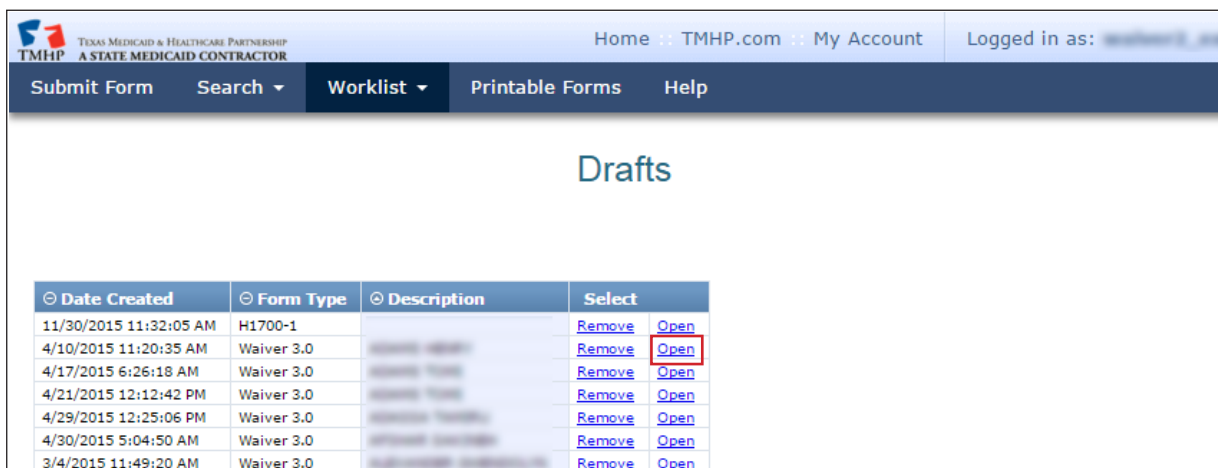 TMHP TEXAS MEDICAID & HEALTHCARE PARTNERSHIP
A STATE MEDICAID CONTRACTOR
Home :: TMHP.com :: My Account Logged in as:
Submit Form Search Worklist Printable Forms Help
Drafts
Date Created Form Type Description Select
11/30/2015 11:32:05 AM H1700-1 Remove Open
4/10/2015 11:20:35 AM Waiver 3.0 Remove Open
4/17/2015 6:26:18 AM Waiver 3.0 Remove Open
4/21/2015 12:12:42 PM Waiver 3.0 Remove Open
4/29/2015 12:25:06 PM Waiver 3.0 Remove Open
4/30/2015 5:04:50 AM Waiver 3.0 Remove Open
3/4/2015 11:49:20 AM Waiver 3.0 Remove Open